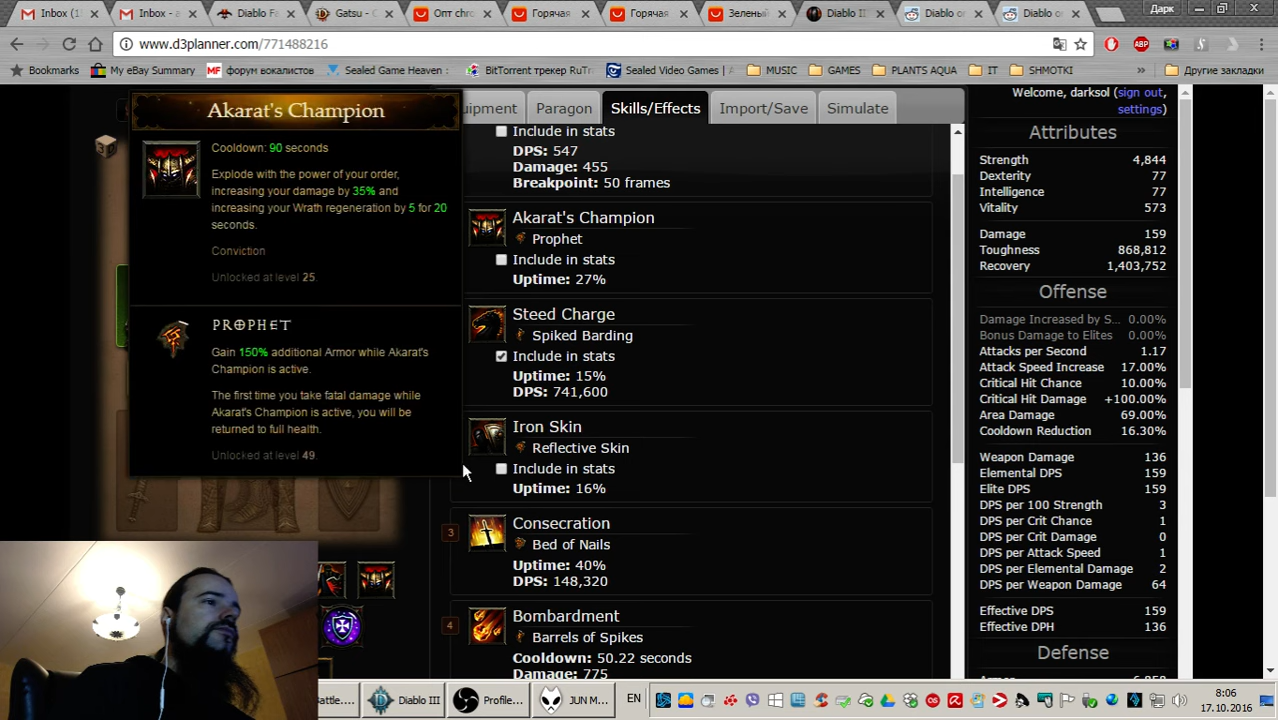 Inbox (1
Inbox - a
Diablo Fa
Gatsu - C
Опт chro
Горячая
Горячая
Зеленый
Diablo II
Diablo or
Diablo or
Дарк
www.d3planner.com/771488216
Bookmarks
My eBay Summary
форум вокалистов
Sealed Game Heaven :
BitTorrent трекер RuTr
Sealed Video Games |
MUSIC
GAMES
PLANTS AQUA
IT
SHMOTKI
»
Другие закладки
Akarat's Champion
Cooldown: 90 seconds
Explode with the power of your order,
increasing your damage by 35% and
increasing your Wrath regeneration by 5 for 20
seconds.
Conviction
Unlocked at level 25.
PROPHET
Gain 150% additional Armor while Akarat's
Champion is active.
The first time you take fatal damage while
Akarat's Champion is active, you will be
returned to full health.
Unlocked at level 49.
uipment
Paragon
Skills/Effects
Import/Save
Simulate
Include in stats
DPS: 547
Damage: 455
Breakpoint: 50 frames
Akarat's Champion
Prophet
Include in stats
Uptime: 27%
Steed Charge
Spiked Barding
Include in stats
Uptime: 15%
DPS: 741,600
Iron Skin
Reflective Skin
Include in stats
Uptime: 16%
3
Consecration
Bed of Nails
Uptime: 40%
DPS: 148,320
4
Bombardment
Barrels of Spikes
Cooldown: 50.22 seconds
Damage: 775
Welcome, darksol (sign out,
settings)
Attributes
Strength 4,844
Dexterity 77
Intelligence 77
Vitality 573
Damage 159
Toughness 868,812
Recovery 1,403,752
Offense
Damage Increased by S... 0.00%
Bonus Damage to Elites 0.00%
Attacks per Second 1.17
Attack Speed Increase 17.00%
Critical Hit Chance 10.00%
Critical Hit Damage +100.00%
Area Damage 69.00%
Cooldown Reduction 16.30%
Weapon Damage 136
Elemental DPS 159
Elite DPS 159
DPS per 100 Strength 3
DPS per Crit Chance 1
DPS per Crit Damage 0
DPS per Attack Speed 1
DPS per Elemental Damage 2
DPS per Weapon Damage 64
Effective DPS 159
Effective DPH 136
Defense
Battle....
Diablo III
Profile...
JUN M...
EN
8:06
17.10.2016